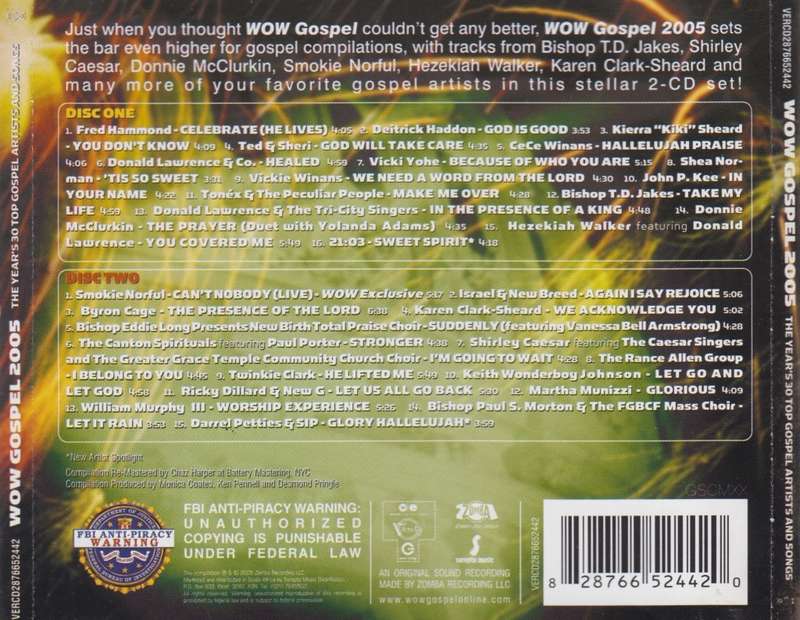 Just when you thought WOW Gospel couldn't get any better, WOW Gospel 2005 sets
the bar even higher for gospel compilations, with tracks from Bishop T.D. Jakes, Shirley
Caesar, Donnie McClurkin, Smokie Norful, Hezekiah Walker, Karen Clark-Sheard and
many more of your favorite gospel artists in this stellar 2-CD set!
DISC ONE
1. Fred Hammond - CELEBRATE (HE LIVES) 4:05 2. Deitrick Haddon - GOD IS GOOD 3:53 3. Kierra "Kiki" Sheard
- YOU DON'T KNOW 4:09 4. Ted & Sheri - GOD WILL TAKE CARE 4:35 5. CeCe Winans - HALLELUJAH PRAISE
4:06 6. Donald Lawrence & Co. - HEALED 4:59 7. Vicki Yohe - BECAUSE OF WHO YOU ARE 5:15 8. Shea Nor-
man - 'TIS SO SWEET 3:31 9. Vickie Winans - WE NEED A WORD FROM THE LORD 4:30 10. John P. Kee - IN
YOUR NAME 4:22 11. Tonéx & The Peculiar People - MAKE ME OVER 4:28 12. Bishop T.D. Jakes - TAKE MY
LIFE 4:59 13. Donald Lawrence & The Tri-City Singers - IN THE PRESENCE OF A KING 4:48 14. Donnie
McClurkin - THE PRAYER (Duet with Yolanda Adams) 4:35 15. Hezekiah Walker featuring Donald
Lawrence - YOU COVERED ME 5:49 16. 21:03 - SWEET SPIRIT* 4:18
DISC TWO
1. Smokie Norful - CAN'T NOBODY (LIVE) - WOW Exclusive 5:17 2. Israel & New Breed - AGAIN I SAY REJOICE 5:06
3. Byron Cage - THE PRESENCE OF THE LORD 6:38 4. Karen Clark-Sheard - WE ACKNOWLEDGE YOU 5:02
5. Bishop Eddie Long Presents New Birth Total Praise Choir - SUDDENLY (featuring Vanessa Bell Armstrong) 4:28
6. The Canton Spirituals featuring Paul Porter - STRONGER 4:38 7. Shirley Caesar featuring The Caesar Singers
and The Greater Grace Temple Community Church Choir - I'M GOING TO WAIT 4:28 8. The Rance Allen Group
- I BELONG TO YOU 4:45 9. Twinkie Clark - HE LIFTED ME 5:49 10. Keith Wonderboy Johnson - LET GO AND
LET GOD 4:58 11. Ricky Dillard & New G - LET US ALL GO BACK 5:30 12. Martha Munizzi - GLORIOUS 4:09
13. William Murphy III - WORSHIP EXPERIENCE 5:26 14. Bishop Paul S. Morton & The FGBCF Mass Choir -
LET IT RAIN 3:53 15. Darrel Petties & SIP - GLORY HALLELUJAH* 3:59
*New Artist Spotlight
Compilation Re-Mastered by Chaz Harper at Battery Mastering, NYC
Compilation Produced by Monica Coates, Ken Pennell and Desmond Pringle
FBI ANTI-PIRACY
WARNING
FBI ANTI-PIRACY WARNING:
UNAUTHORIZED
COPYING IS PUNISHABLE
UNDER FEDERAL LAW
AN ORIGINAL SOUND RECORDING
MADE BY ZOMBA RECORDING LLC
www.wowgospelonline.com
ZOMBA
VERCD2876652442
8 28766 52442 0
WOW GOSPEL 2005 THE YEAR'S 30 TOP GOSPEL ARTISTS AND SONGS
VERCD2876652442
VERCD2876652442
WOW GOSPEL 2005 THE YEAR'S 30 TOP GOSPEL ARTISTS AND SONGS